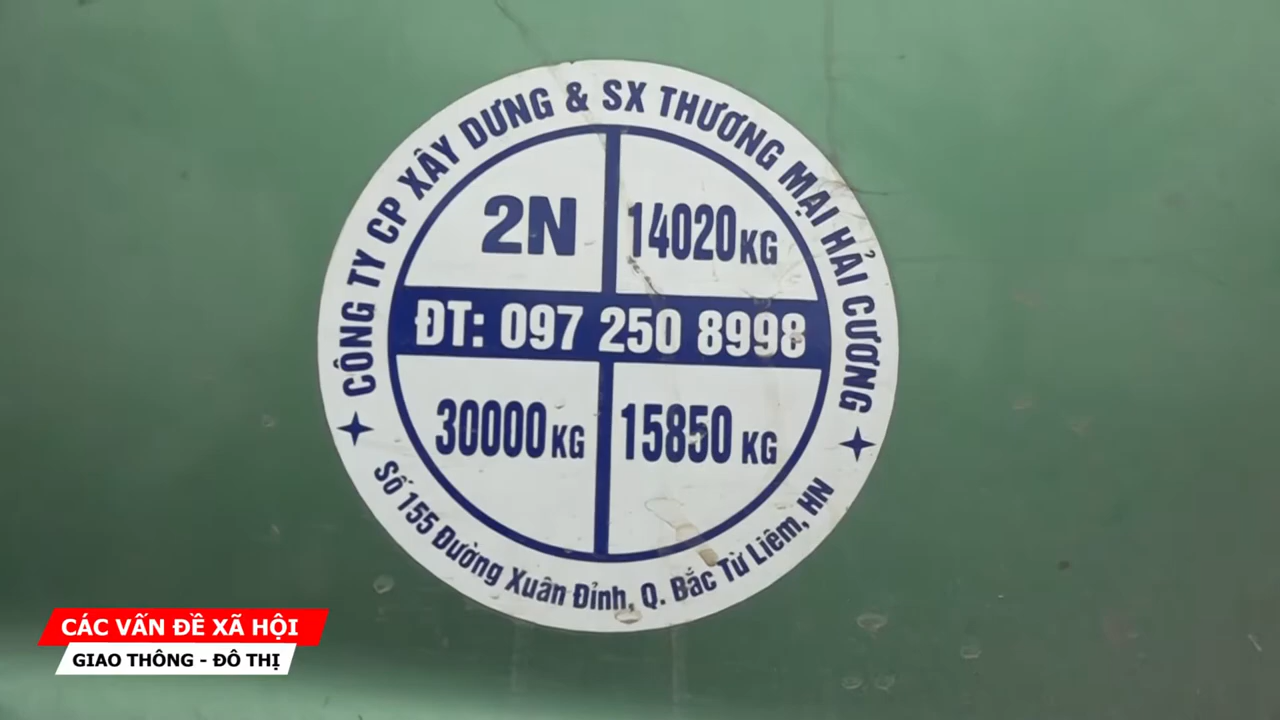 CÔNG TY CP XÂY DỰNG & SX THƯƠNG MẠI HẢI CƯƠNG
2N
14020 KG
ĐT: 097 250 8998
30000 KG
15850 KG
Số 155 Đường Xuân Đỉnh, Q. Bắc Từ Liêm, HN
CÁC VẤN ĐỀ XÃ HỘI
GIAO THÔNG - ĐÔ THỊ